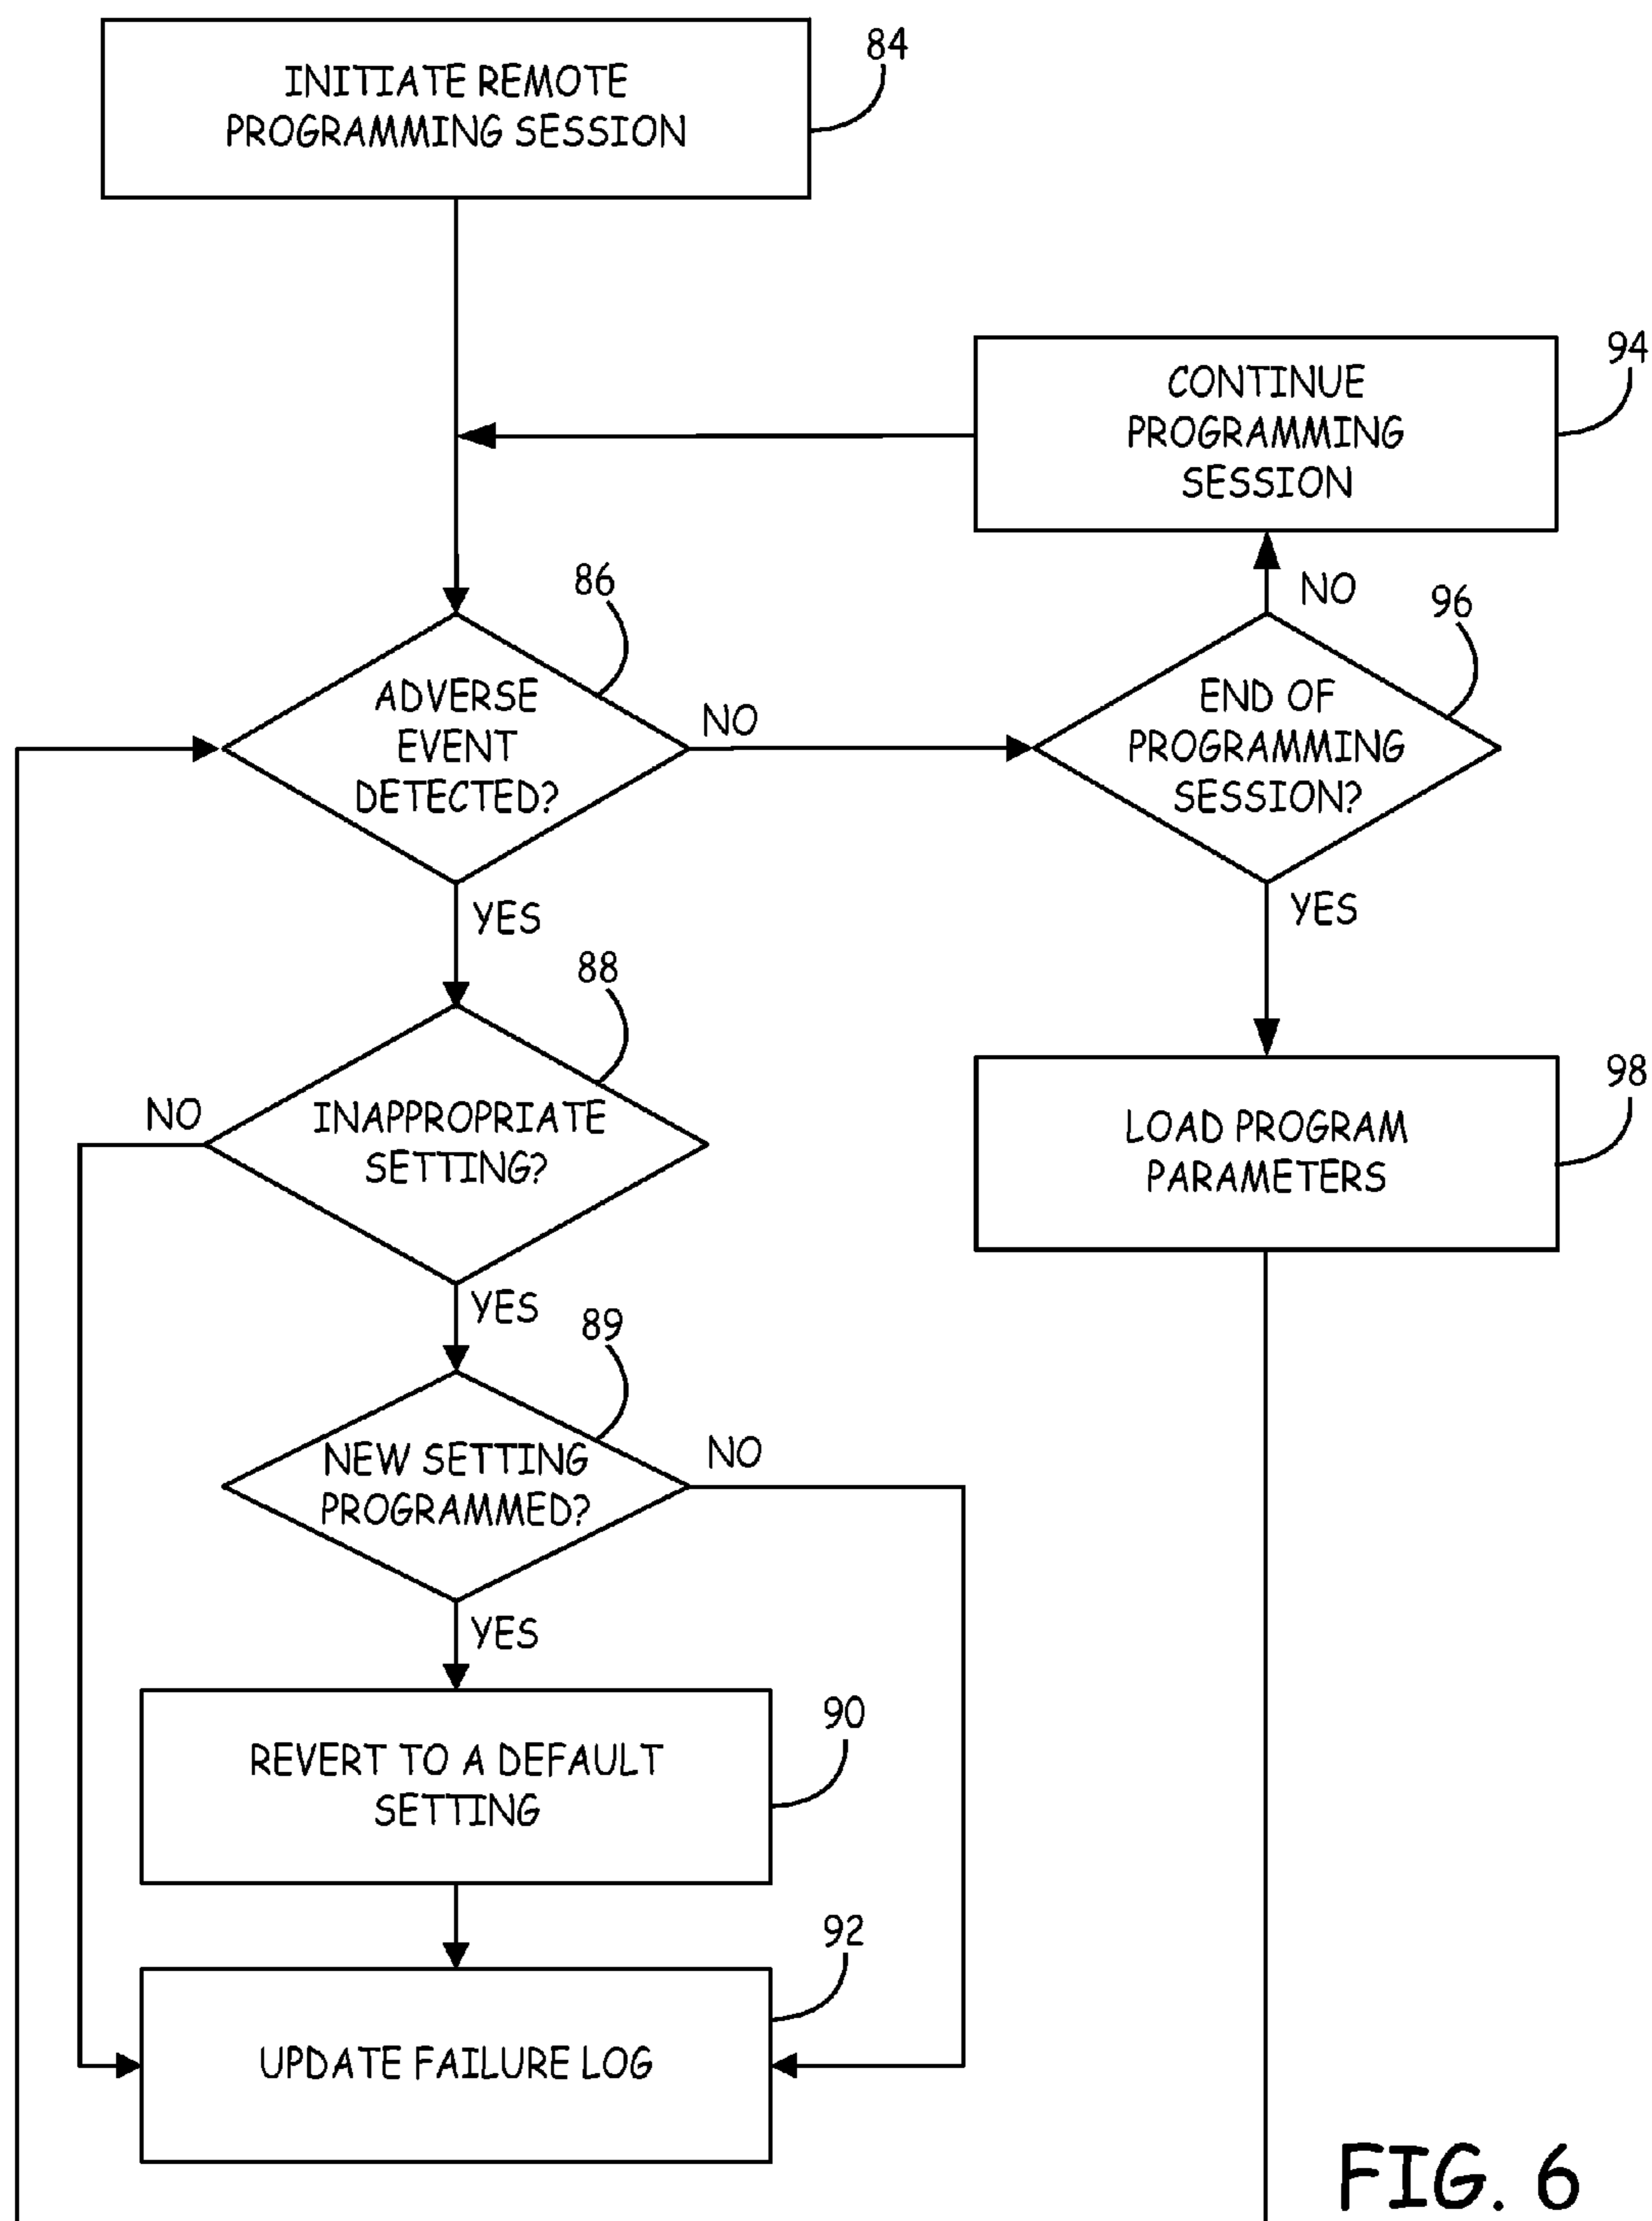 INITIATE REMOTE
PROGRAMMING SESSION
84
CONTINUE
PROGRAMMING
SESSION
94
86
NO
96
ADVERSE
EVENT
DETECTED?
NO
END OF
PROGRAMMING
SESSION?
YES
YES
88
NO
INAPPROPRIATE
SETTING?
LOAD PROGRAM
PARAMETERS
98
YES
89
NEW SETTING
PROGRAMMED?
NO
YES
REVERT TO A DEFAULT
SETTING
90
92
UPDATE FAILURE LOG
FIG. 6